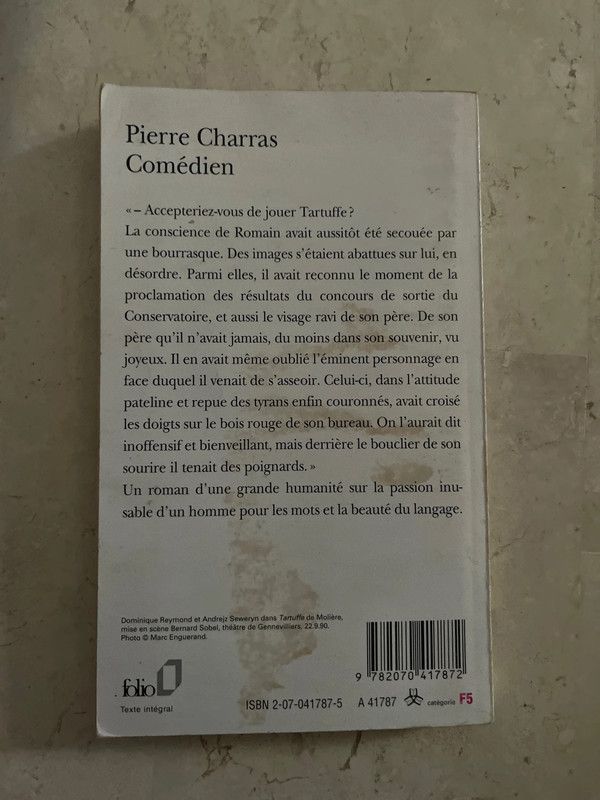 Pierre Charras
Comédien
« – Accepteriez-vous de jouer Tartuffe ?
La conscience de Romain avait aussitôt été secouée par
une bourrasque. Des images s'étaient abattues sur lui, en
désordre. Parmi elles, il avait reconnu le moment de la
proclamation des résultats du concours de sortie du
Conservatoire, et aussi le visage ravi de son père. De son
père qu'il n'avait jamais, du moins dans son souvenir, vu
joyeux. Il en avait même oublié l'éminent personnage en
face duquel il venait de s'asseoir. Celui-ci, dans l'attitude
pateline et repue des tyrans enfin couronnés, avait croisé
les doigts sur le bois rouge de son bureau. On l'aurait dit
inoffensif et bienveillant, mais derrière le bouclier de son
sourire il tenait des poignards. »
Un roman d'une grande humanité sur la passion inu-
sable d'un homme pour les mots et la beauté du langage.
Dominique Reymond et Andrejz Seweryn dans Tartuffe de Molière,
mise en scène Bernard Sobel, théâtre de Gennevilliers, 22.9.90.
Photo © Marc Enguerand.
folio
Texte intégral
9 782070 417872
ISBN 2-07-041787-5 A 41787 catégorie F5